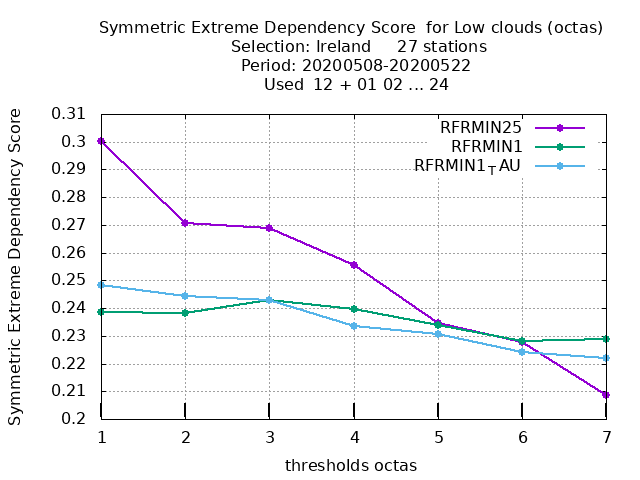 Symmetric Extreme Dependency Score  for Low clouds (octas)
Selection: Ireland     27 stations
Period: 20200508-20200522
Used  12 + 01 02 ... 24
Symmetric Extreme Dependency Score
0.31
0.3
0.29
0.28
0.27
0.26
0.25
0.24
0.23
0.22
0.21
0.2
RFRMIN25
RFRMIN1
RFRMIN1TAU
1 2 3 4 5 6 7
thresholds octas